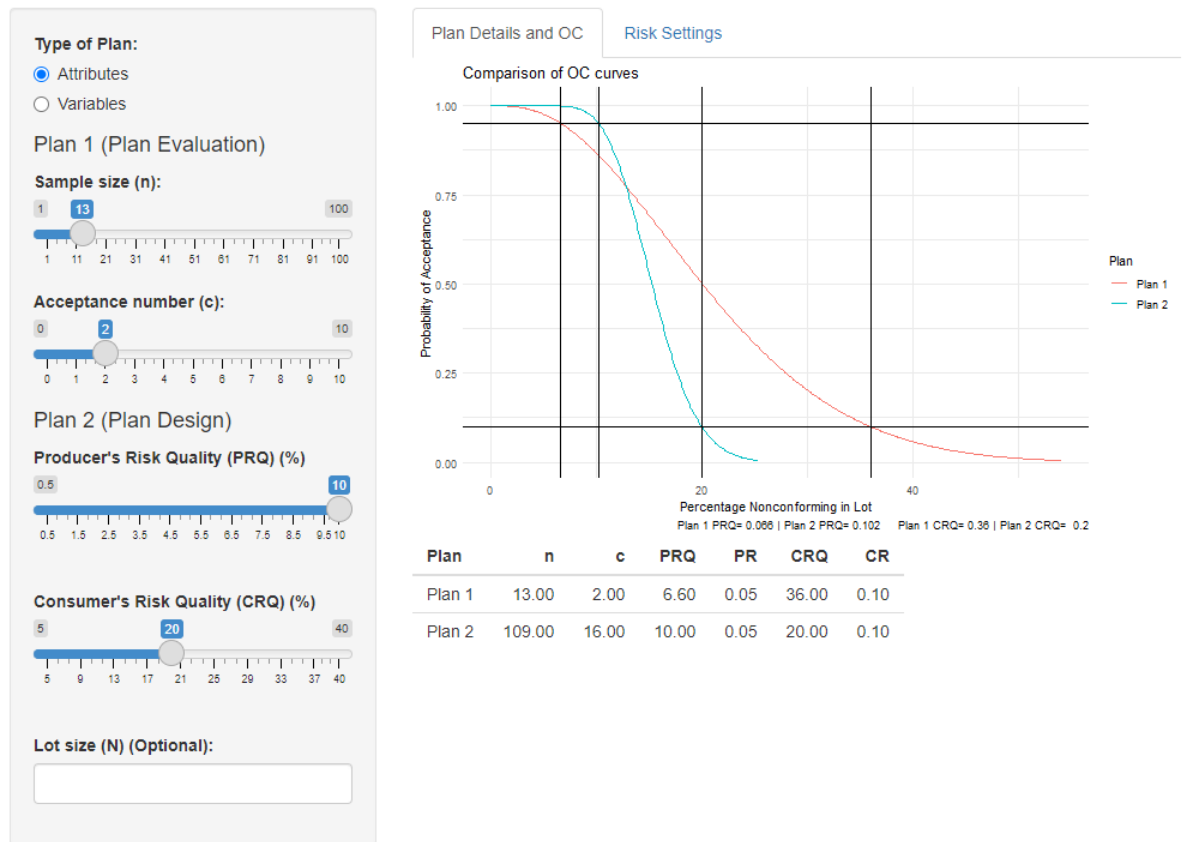 Type of Plan:
Attributes
Variables
Plan 1 (Plan Evaluation)
Sample size (n):
1 13 100
1 11 21 31 41 51 61 71 81 91 100
Acceptance number (c):
0 2 10
0 1 2 3 4 5 6 7 8 9 10
Plan 2 (Plan Design)
Producer's Risk Quality (PRQ) (%)
0.5 10
0.5 1.5 2.5 3.5 4.5 5.5 6.5 7.5 8.5 9.5 10
Consumer's Risk Quality (CRQ) (%)
5 20 40
5 9 13 17 21 25 29 33 37 40
Lot size (N) (Optional):
Plan Details and OC Risk Settings
Comparison of OC curves
Probability of Acceptance
1.00
0.75
0.50
0.25
0.00
0 20 40
Percentage Nonconforming in Lot
Plan 1 PRQ= 0.066 | Plan 2 PRQ= 0.102 Plan 1 CRQ= 0.36 | Plan 2 CRQ= 0.2
Plan
Plan 1
Plan 2
Plan n c PRQ PR CRQ CR
Plan 1 13.00 2.00 6.60 0.05 36.00 0.10
Plan 2 109.00 16.00 10.00 0.05 20.00 0.10